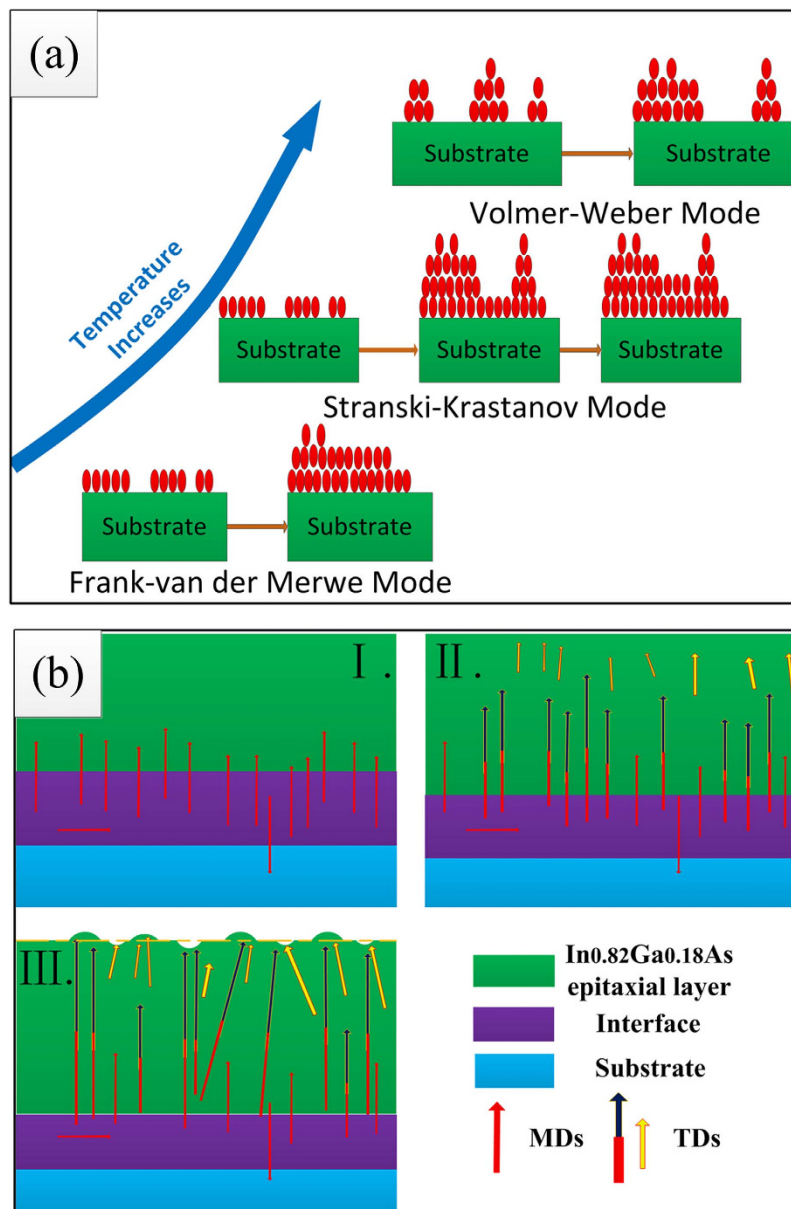 (a)
Substrate
Substrate
Volmer-Weber Mode
Temperature
Increases
Substrate
Substrate
Substrate
Stranski-Krastanov Mode
Substrate
Substrate
Frank-van der Merwe Mode
(b)
I .
II .
III.
In0.82Ga0.18As
epitaxial layer
Interface
Substrate
MDs
TDs